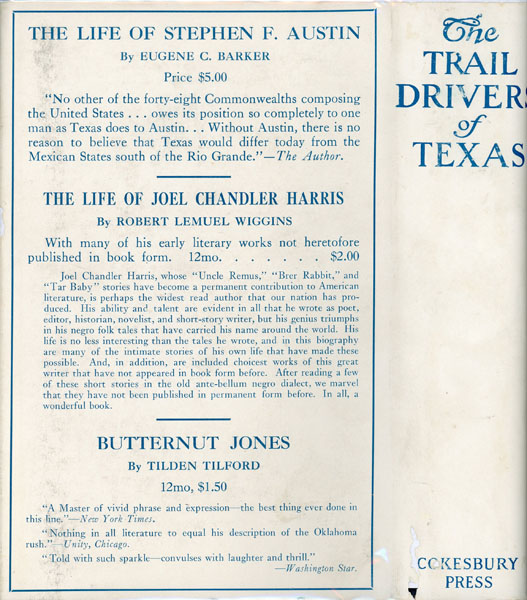 THE LIFE OF STEPHEN F. AUSTIN
By EUGENE C. BARKER
Price $5.00
"No other of the forty-eight Commonwealths composing
the United States . . . owes its position so completely to one
man as Texas does to Austin. . . Without Austin, there is no
reason to believe that Texas would differ today from the
Mexican States south of the Rio Grande."—The Author.
THE LIFE OF JOEL CHANDLER HARRIS
By ROBERT LEMUEL WIGGINS
With many of his early literary works not heretofore
published in book form. 12mo. . . . . . . $2.00
Joel Chandler Harris, whose "Uncle Remus," "Brer Rabbit," and
"Tar Baby" stories have become a permanent contribution to American
literature, is perhaps the widest read author that our nation has pro-
duced. His ability and talent are evident in all that he wrote as poet,
editor, historian, novelist, and short-story writer, but his genius triumphs
in his negro folk tales that have carried his name around the world. His
life is no less interesting than the tales he wrote, and in this biography
are many of the intimate stories of his own life that have made these
possible. And, in addition, are included choicest works of this great
writer that have not appeared in book form before. After reading a few
of these short stories in the old ante-bellum negro dialect, we marvel
that they have not been published in permanent form before. In all, a
wonderful book.
BUTTERNUT JONES
By TILDEN TILFORD
12mo, $1.50
"A Master of vivid phrase and expression—the best thing ever done in
this line."—New York Times.
"Nothing in all literature to equal his description of the Oklahoma
rush."—Unity, Chicago.
"Told with such sparkle—convulses with laughter and thrill."
—Washington Star.
The
TRAIL
DRIVERS
of
TEXAS
COKESBURY
PRESS